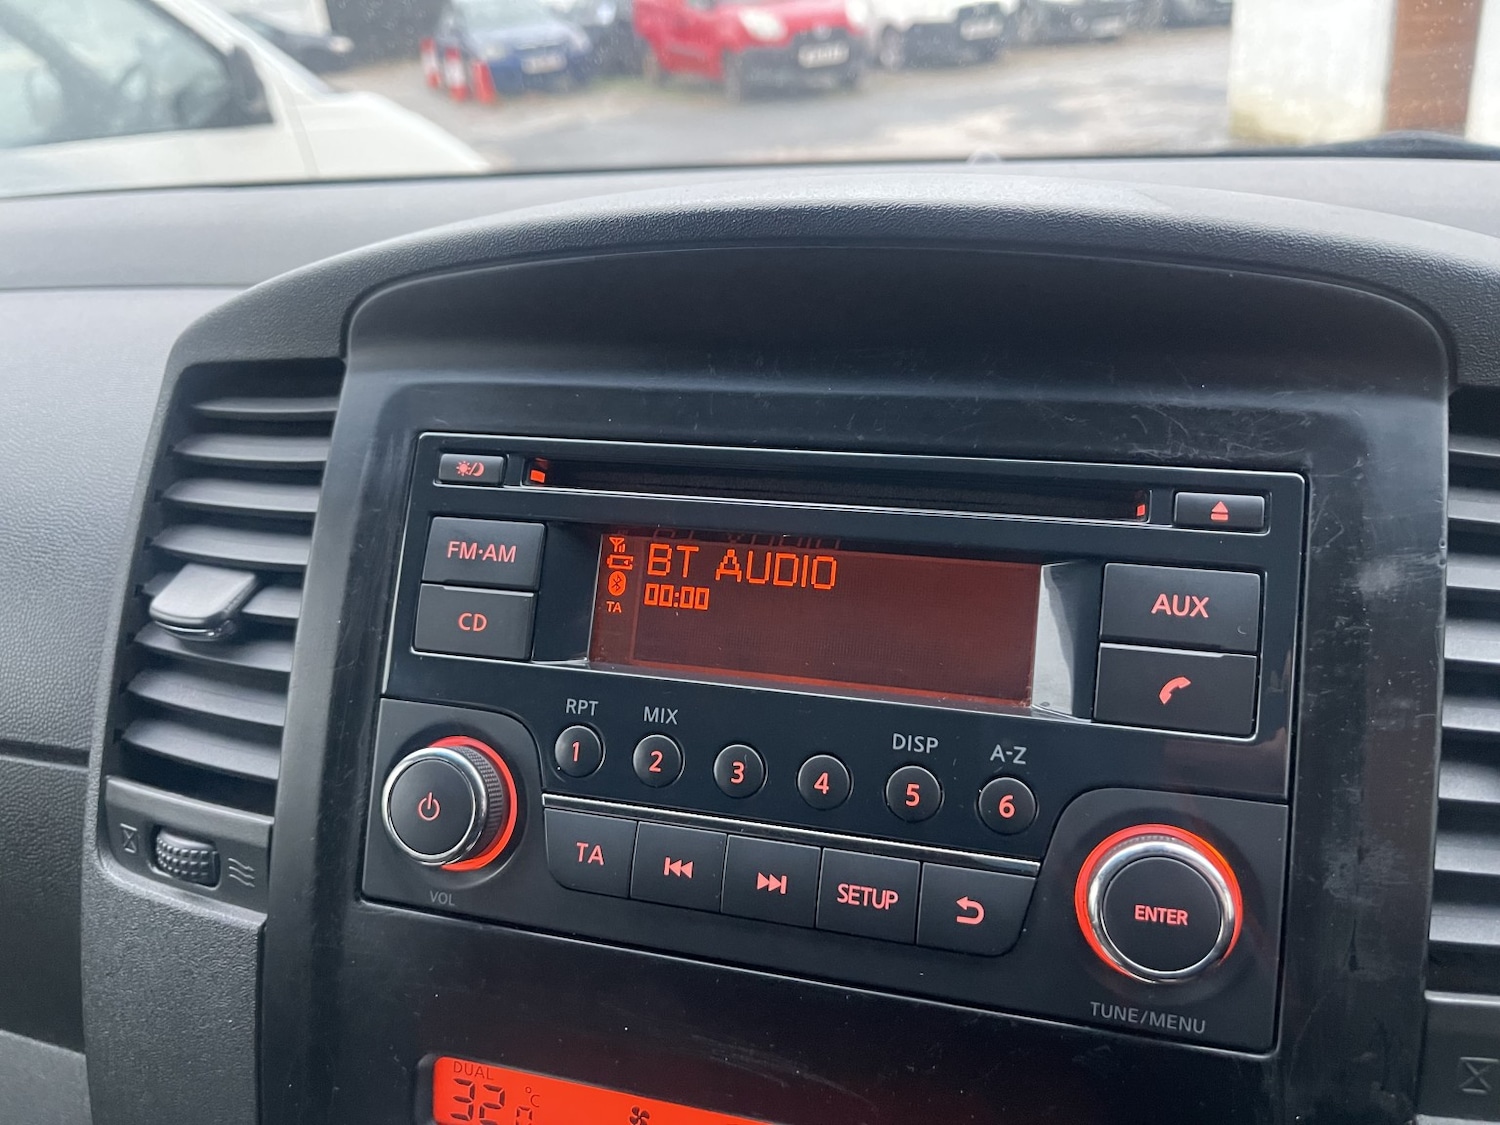 FM·AM
CD
BT AUDIO
00:00
TA
AUX
RPT
MIX
DISP
A-Z
1
2
3
4
5
6
VOL
TA
SETUP
ENTER
TUNE/MENU
DUAL
32
°C